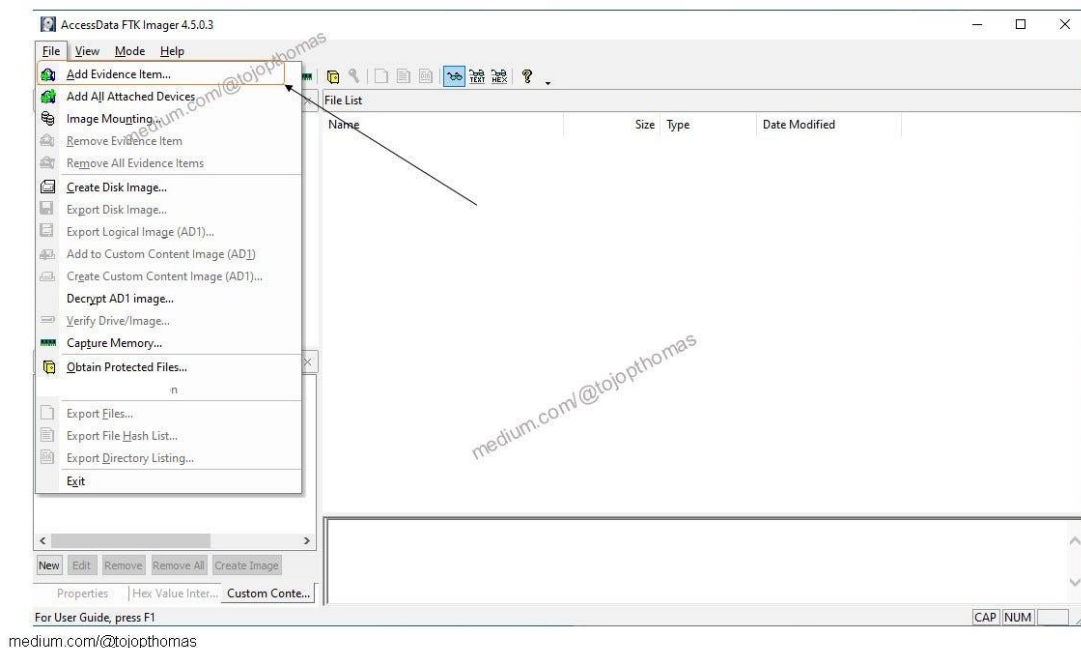 AccessData FTK Imager 4.5.0.3
File View Mode Help
Add Evidence Item...
Add All Attached Devices
Image Mounting...
Remove Evidence Item
Remove All Evidence Items
Create Disk Image...
Export Disk Image...
Export Logical Image (AD1)...
Add to Custom Content Image (AD1)
Create Custom Content Image (AD1)...
Decrypt AD1 image...
Verify Drive/Image...
Capture Memory...
Obtain Protected Files...
n
Export Files...
Export File Hash List...
Export Directory Listing...
Exit
TEXT HEX
File List
Name Size Type Date Modified
medium.com/@tojopthomas
medium.com/@tojopthomas
New Edit Remove Remove All Create Image
Properties Hex Value Inter... Custom Conte...
For User Guide, press F1 CAP NUM
medium.com/@tojopthomas